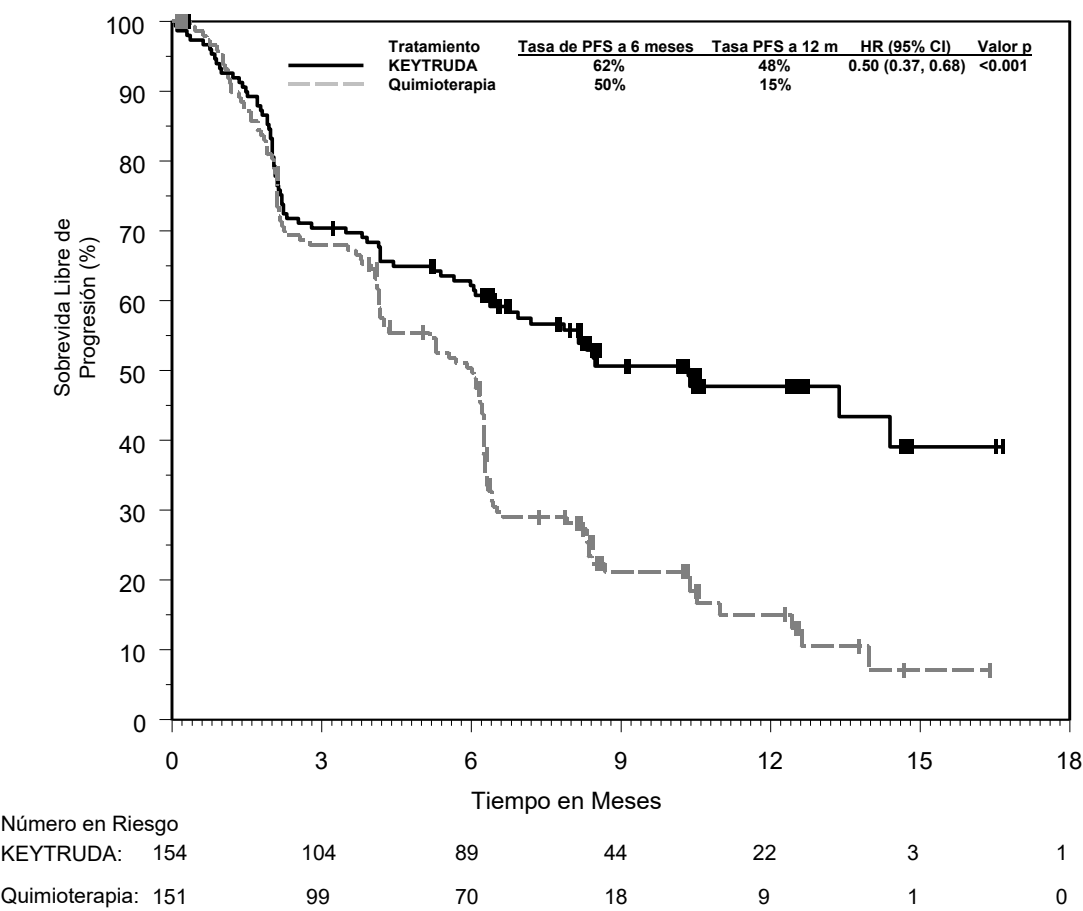 Tratamiento Tasa de PFS a 6 meses Tasa PFS a 12 m HR (95% CI) Valor p
KEYTRUDA 62% 48% 0.50 (0.37, 0.68) <0.001
Quimioterapia 50% 15%
100
90
80
70
60
50
40
30
20
10
0
Sobrevida Libre de
Progresión (%)
0 3 6 9 12 15 18
Tiempo en Meses
Número en Riesgo
KEYTRUDA: 154 104 89 44 22 3 1
Quimioterapia: 151 99 70 18 9 1 0